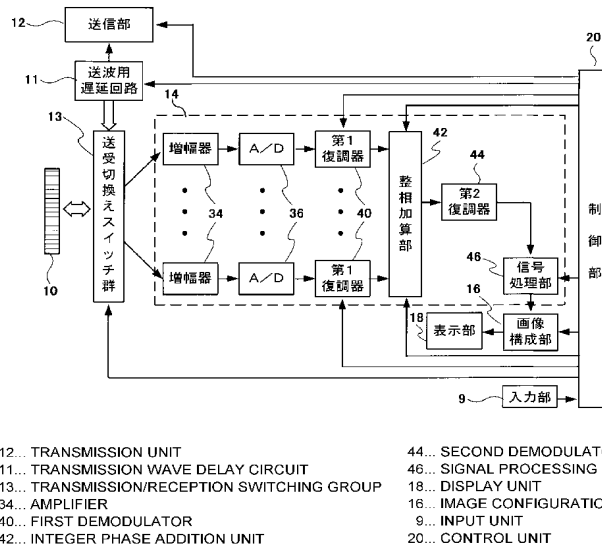 12
送信部
20
11
送波用
遅延回路
13
14
送受切換えスイッチ群
増幅器
A/D
第1
復調器
42
44
第2
復調器
整相加算部
制御部
34
36
40
46
信号
処理部
増幅器
A/D
第1
復調器
10
16
18
表示部
画像
構成部
9
入力部
12... TRANSMISSION UNIT
11... TRANSMISSION WAVE DELAY CIRCUIT
13... TRANSMISSION/RECEPTION SWITCHING GROUP
34... AMPLIFIER
40... FIRST DEMODULATOR
42... INTEGER PHASE ADDITION UNIT
44... SECOND DEMODULAT
46... SIGNAL PROCESSING
18... DISPLAY UNIT
16... IMAGE CONFIGURATIO
9... INPUT UNIT
20... CONTROL UNIT